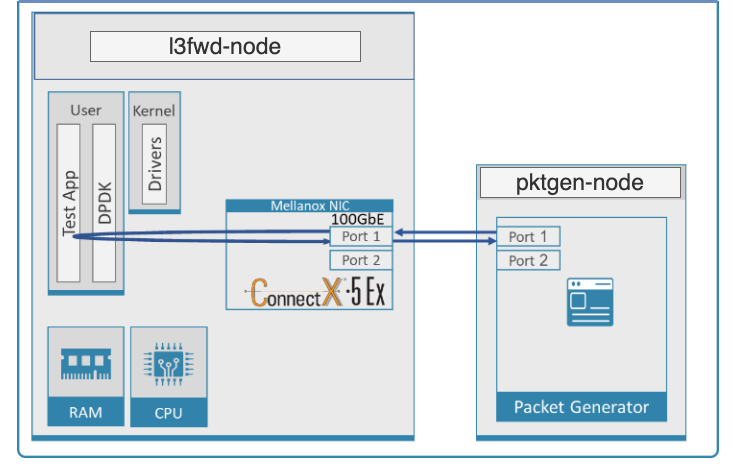 l3fwd-node
User
Kernel
Test App
DPDK
Drivers
Mellanox NIC
100GbE
Port 1
Port 2
ConnectX·5 Ex
RAM
CPU
pktgen-node
Port 1
Port 2
Packet Generator